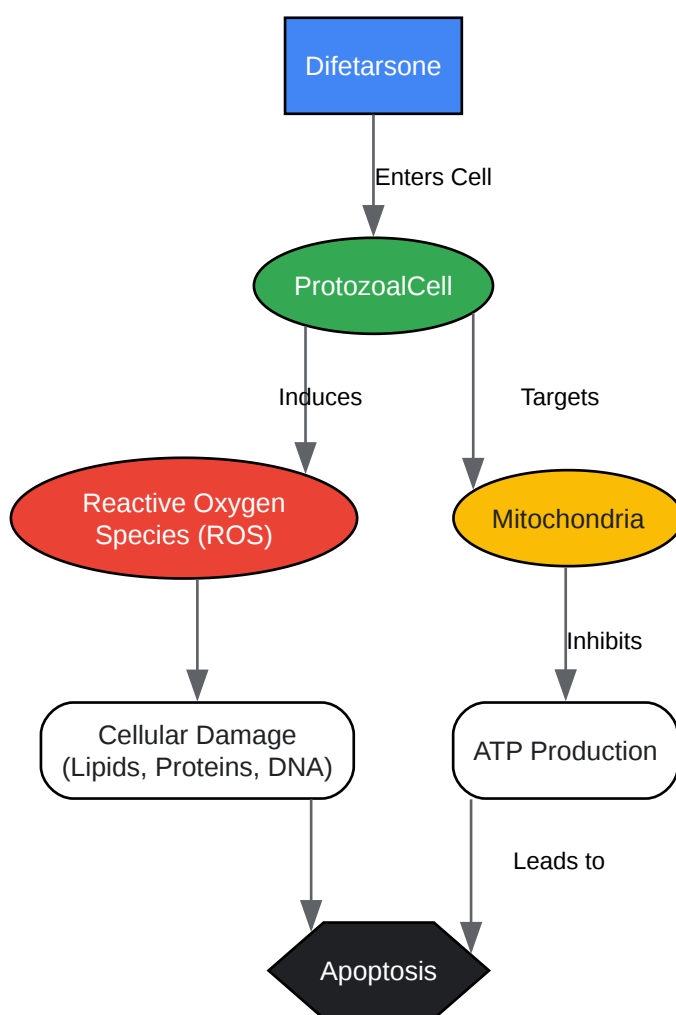 Difetarsone
Enters Cell
ProtozoalCell
Induces
Targets
Reactive Oxygen
Species (ROS)
Mitochondria
Inhibits
Cellular Damage
(Lipids, Proteins, DNA)
ATP Production
Leads to
Apoptosis